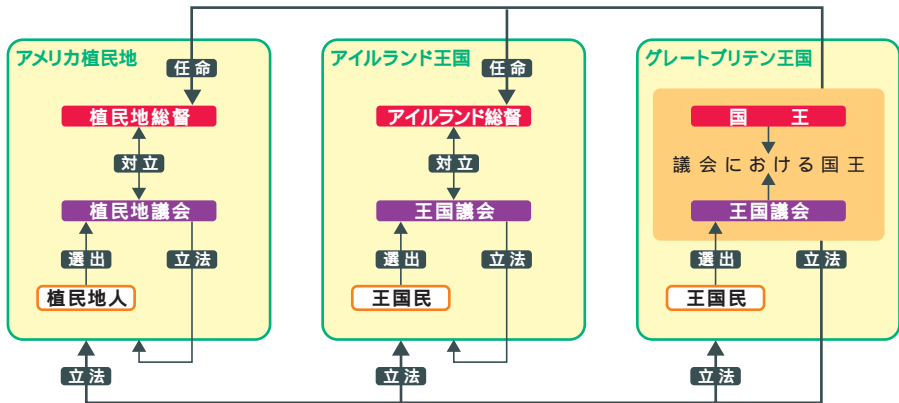 アメリカ植民地
任命
植民地総督
対立
植民地議会
選出
立法
植民地人
立法
アイルランド王国
任命
アイルランド総督
対立
王国議会
選出
立法
王国民
立法
グレートブリテン王国
国王
議会における国王
王国議会
選出
立法
王国民
立法